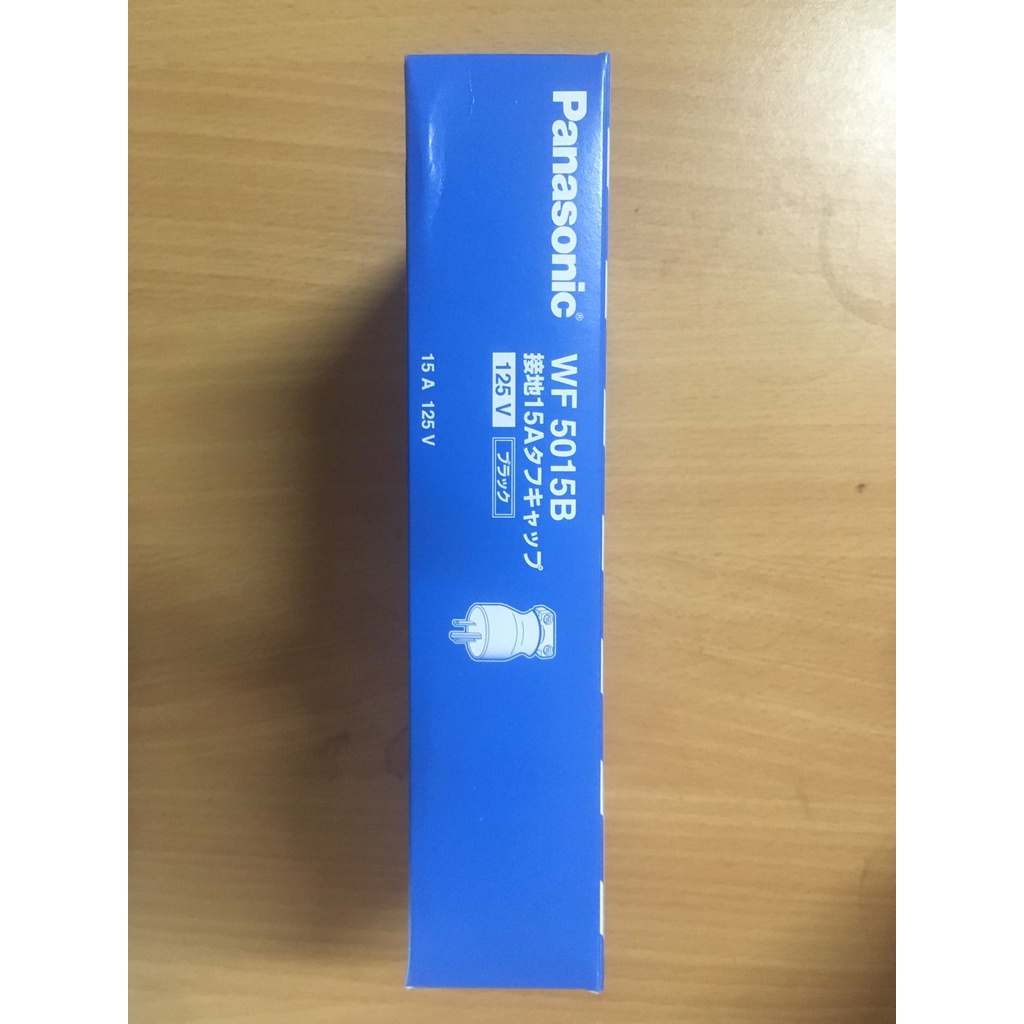 Panasonic®
WF 5015B
接地15Aタフキャップ
125 V ブラック
15 A 125 V